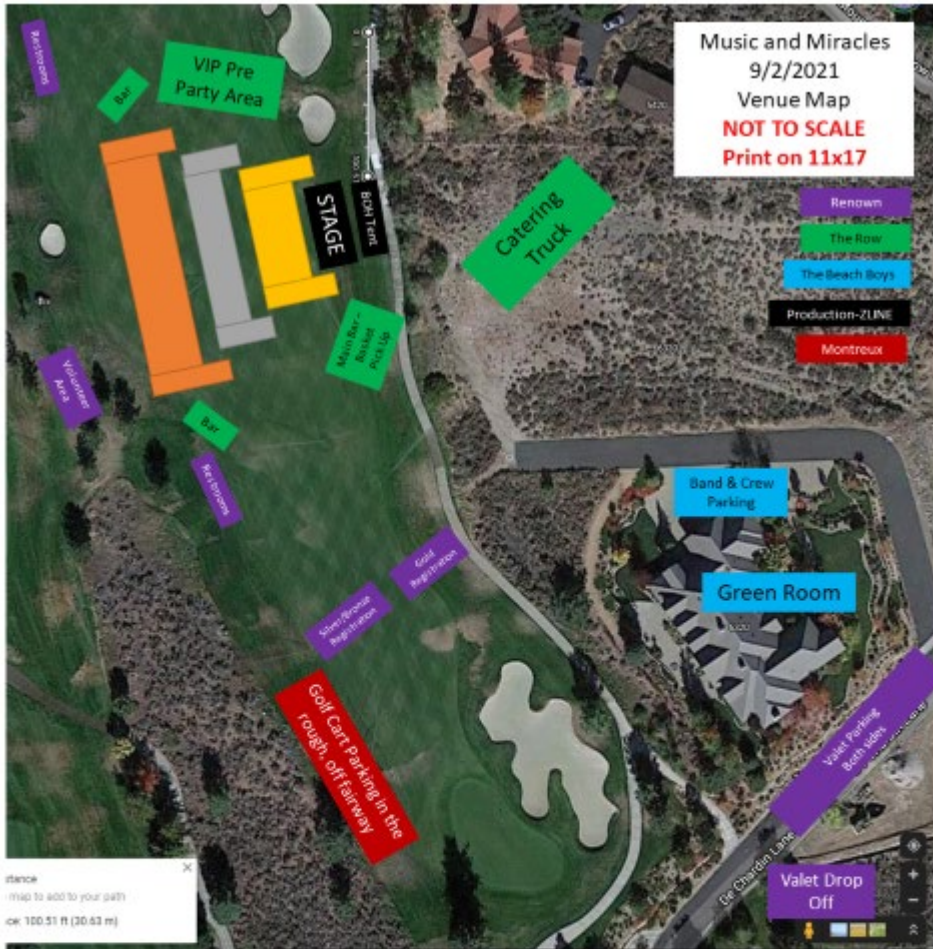 Music and Miracles
9/2/2021
Venue Map
NOT TO SCALE
Print on 11x17
Renown
The Row
The Beach Boys
Production-ZLINE
Montreux
Restrooms
Bar
VIP Pre
Party Area
STAGE
BOH Tent
Catering
Truck
Main Bar –
Basket
Pick Up
Volunteer
Area
Bar
Restrooms
Gold
Registration
Silver/Bronze
Registration
Golf Cart Parking in the
rough, off fairway
Band & Crew
Parking
Green Room
Valet Parking
Both sides
De Chardin Lane
Valet Drop
Off
map to add to your path
100.51 ft (30.63 m)